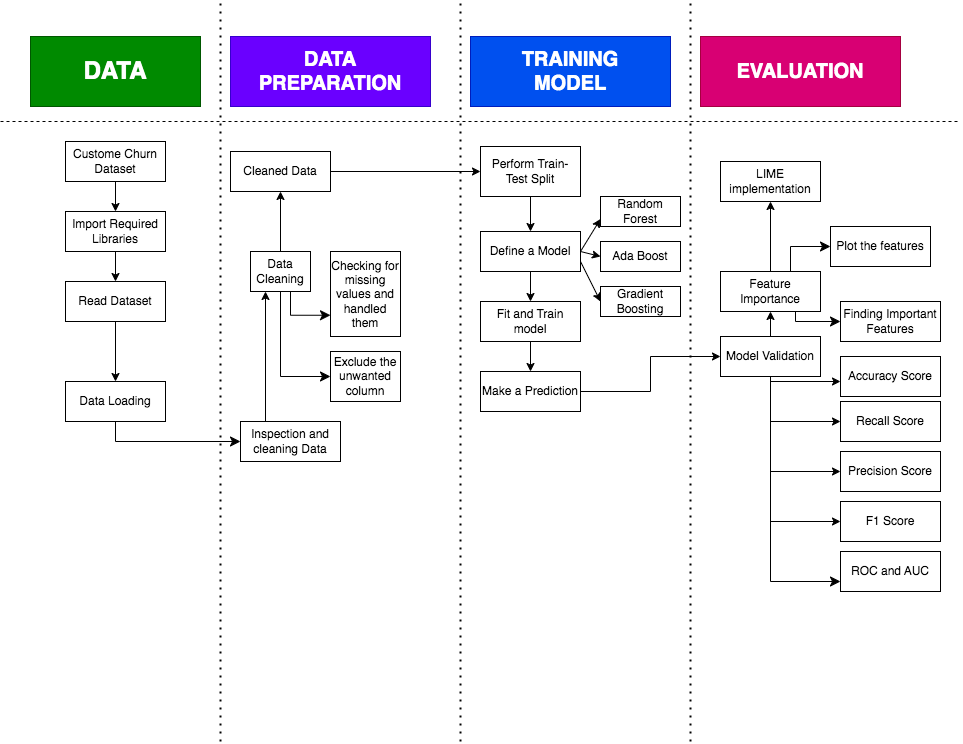 DATA
DATA
PREPARATION
TRAINING
MODEL
EVALUATION
Custome Churn
Dataset
Import Required
Libraries
Read Dataset
Data Loading
Cleaned Data
Data
Cleaning
Checking for
missing
values and
handled
them
Exclude the
unwanted
column
Inspection and
cleaning Data
Perform Train-
Test Split
Define a Model
Random
Forest
Ada Boost
Gradient
Boosting
Fit and Train
model
Make a Prediction
LIME
implementation
Plot the features
Feature
Importance
Finding Important
Features
Model Validation
Accuracy Score
Recall Score
Precision Score
F1 Score
ROC and AUC